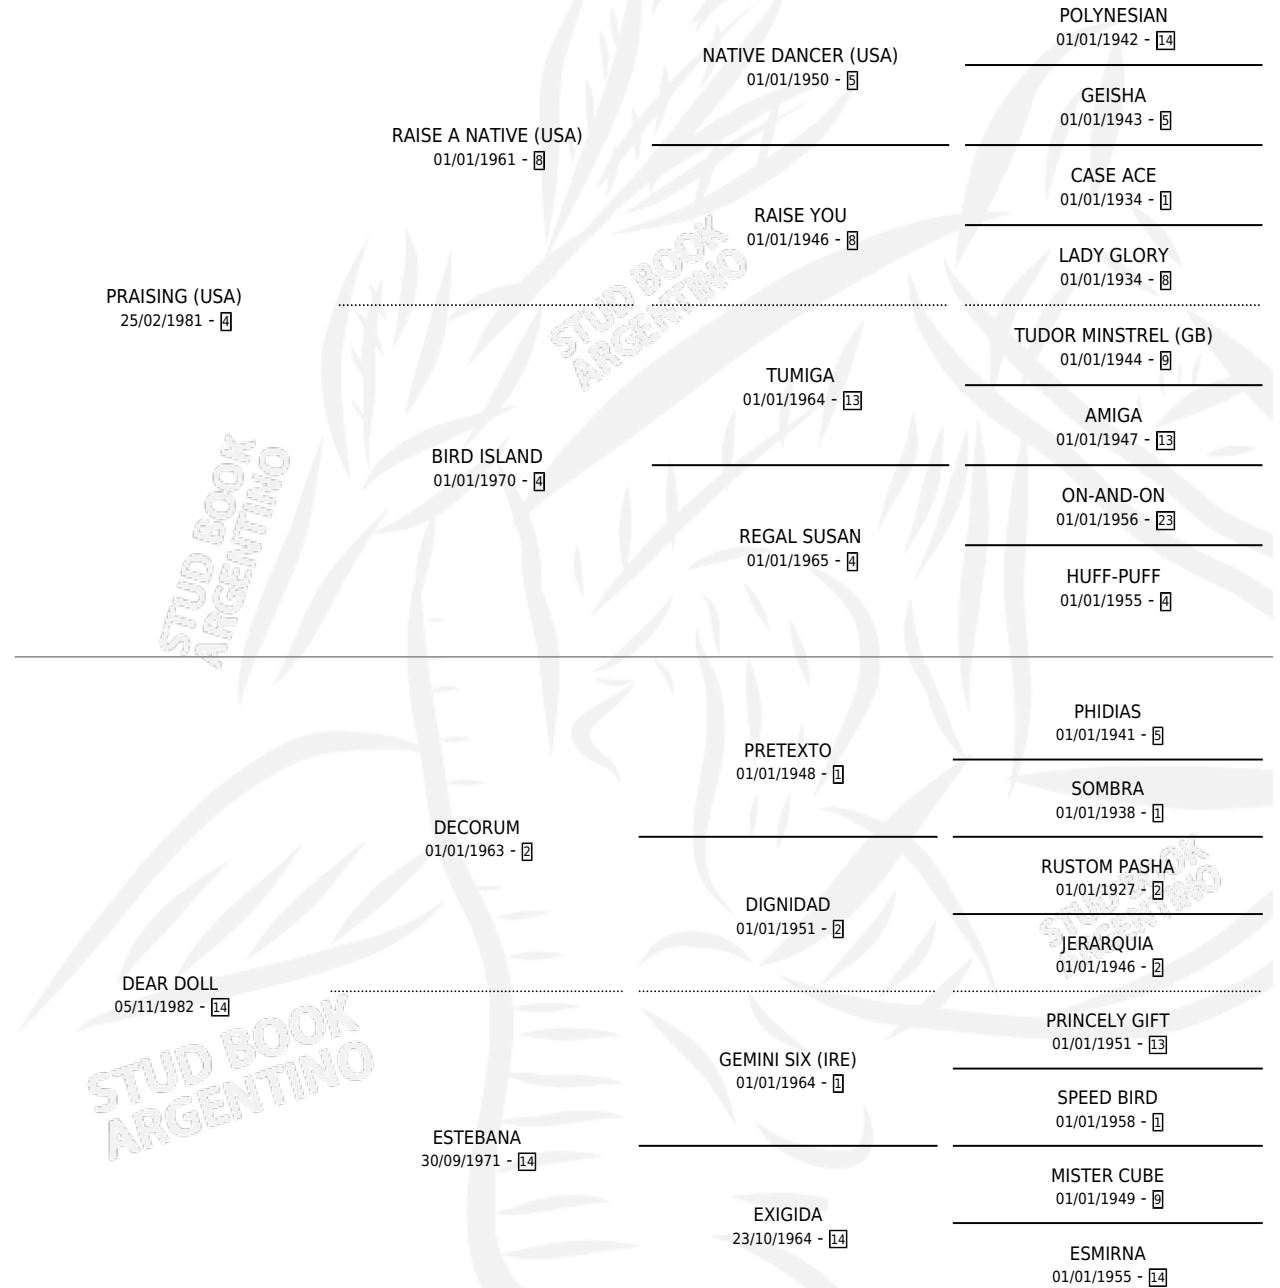 POLYNESIAN
01/01/1942 - 14
NATIVE DANCER (USA)
01/01/1950 - 5
GEISHA
01/01/1943 - 5
RAISE A NATIVE (USA)
01/01/1961 - 8
CASE ACE
01/01/1934 - 1
RAISE YOU
01/01/1946 - 8
LADY GLORY
01/01/1934 - 8
PRAISING (USA)
25/02/1981 - 4
STUD BOOK
ARGENTINO
TUDOR MINSTREL (GB)
01/01/1944 - 9
TUMIGA
01/01/1964 - 13
AMIGA
01/01/1947 - 13
BIRD ISLAND
01/01/1970 - 4
ON-AND-ON
01/01/1956 - 23
REGAL SUSAN
01/01/1965 - 4
HUFF-PUFF
01/01/1955 - 4
STUD BOOK
ARGENTINO
PHIDIAS
01/01/1941 - 5
PRETEXTO
01/01/1948 - 1
SOMBRA
01/01/1938 - 1
DECORUM
01/01/1963 - 2
RUSTOM PASHA
01/01/1927 - 2
DIGNIDAD
01/01/1951 - 2
JERARQUIA
01/01/1946 - 2
STUD BOOK
ARGENTINO
DEAR DOLL
05/11/1982 - 14
PRINCELY GIFT
01/01/1951 - 13
GEMINI SIX (IRE)
01/01/1964 - 1
SPEED BIRD
01/01/1958 - 1
STUD BOOK
ARGENTINO
ESTEBANA
30/09/1971 - 14
MISTER CUBE
01/01/1949 - 9
EXIGIDA
23/10/1964 - 14
ESMIRNA
01/01/1955 - 14